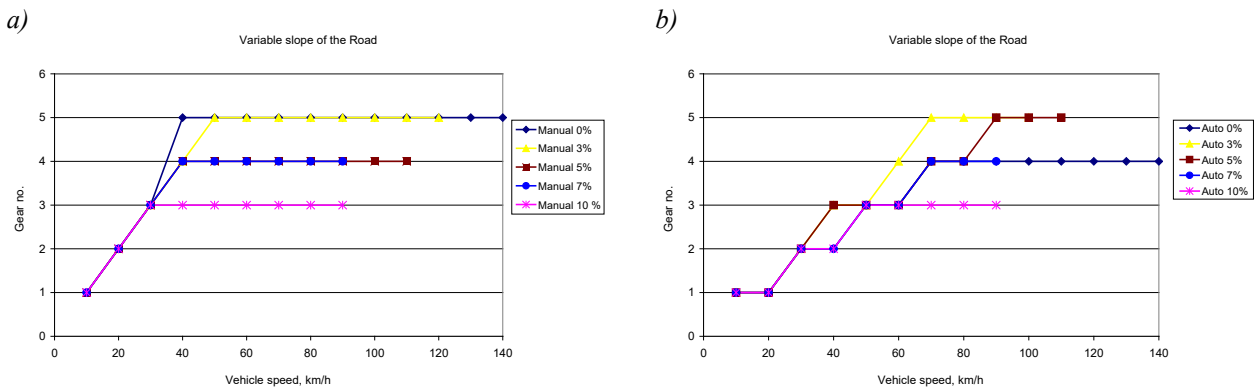 a)
Variable slope of the Road
6
5
4
3
2
1
0
Gear no.
0 20 40 60 80 100 120 140
Vehicle speed, km/h
Manual 0%
Manual 3%
Manual 5%
Manual 7%
Manual 10 %
b)
Variable slope of the Road
6
5
4
3
2
1
0
Gear no.
0 20 40 60 80 100 120 140
Vehicle speed, km/h
Auto 0%
Auto 3%
Auto 5%
Auto 7%
Auto 10%